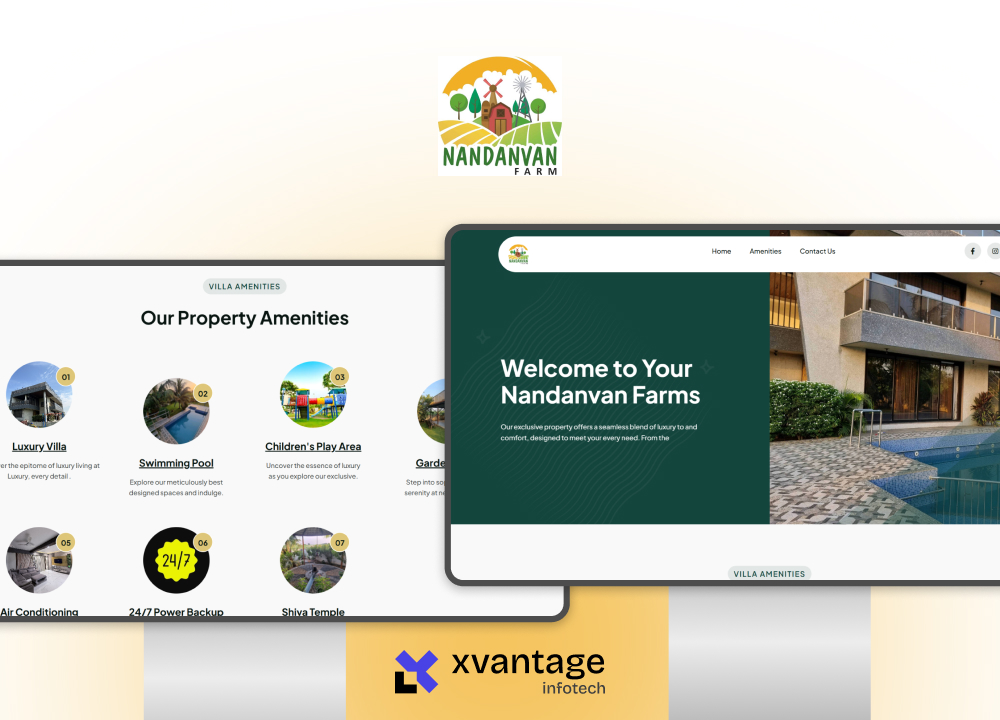 NANDANVAN
FARM
VILLA AMENITIES
Our Property Amenities
01
02
03
Luxury Villa
Swimming Pool
Children's Play Area
Garde
er the epitome of luxury living at
Luxury, every detail .
Explore our meticulously best
designed spaces and indulge.
Uncover the essence of luxury
as you explore our exclusive.
Step into so
serenity at n
05
06
24/7
07
Air Conditioning
24/7 Power Backup
Shiva Temple
NANDANVAN
Home
Amenities
Contact Us
Welcome to Your
Nandanvan Farms
Our exclusive property offers a seamless blend of luxury to and
comfort, designed to meet your every need. From the
VILLA AMENITIES
xvantage
infotech